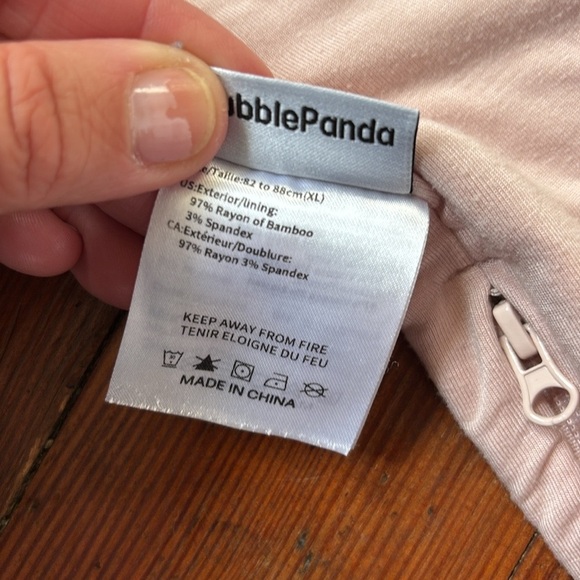 bblePanda
e/Taille:82 to 88cm(XL)
US:Exterior/lining:
97% Rayon of Bamboo
3% Spandex
CA:Extérieur/Doublure:
97% Rayon 3% Spandex
KEEP AWAY FROM FIRE
TENIR ELOIGNE DU FEU
MADE IN CHINA